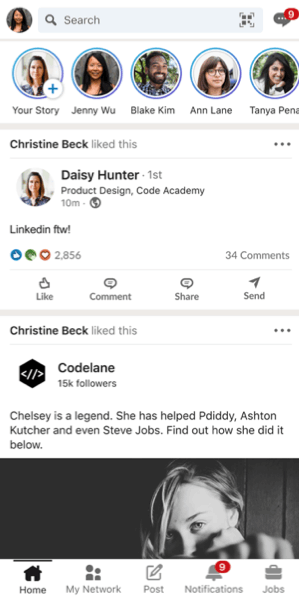 Search
9
Your Story Jenny Wu Blake Kim Ann Lane Tanya Pena
Christine Beck liked this
Daisy Hunter · 1st
Product Design, Code Academy
10m ·
Linkedin ftw!
2,856 34 Comments
Like Comment Share Send
Christine Beck liked this
</>
Codelane
15k followers
Chelsey is a legend. She has helped Pdiddy, Ashton
Kutcher and even Steve Jobs. Find out how she did it
below.
9
Home My Network Post Notifications Jobs